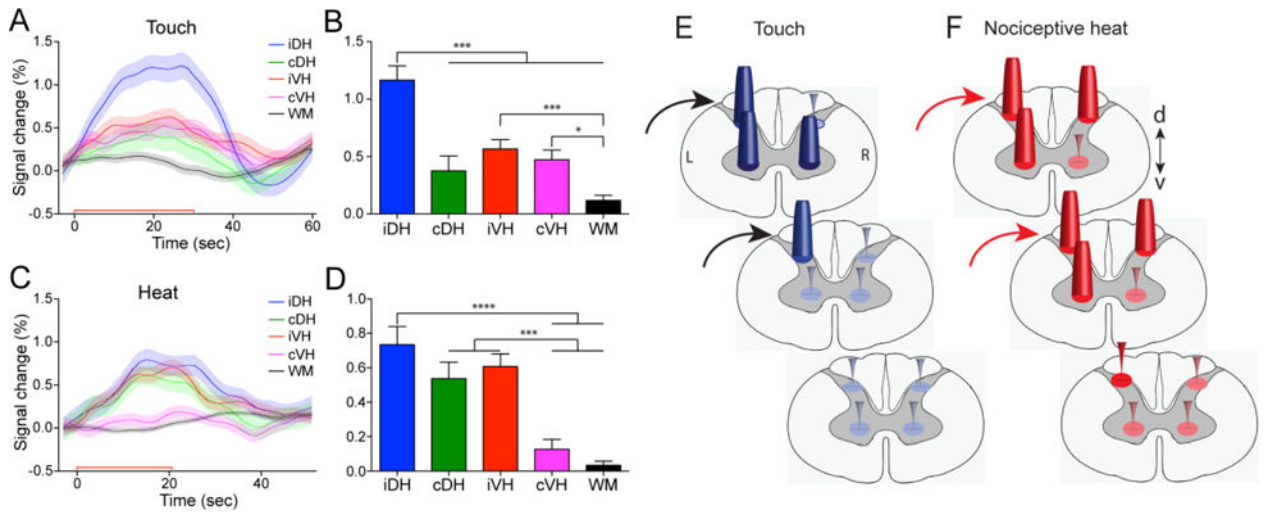 A
Touch
Signal change (%)
1.5
1.0
0.5
0.0
-0.5
0
20
40
60
Time (sec)
iDH
cDH
iVH
cVH
WM
B
1.5
1.0
0.5
0.0
***
***
*
iDH
cDH
iVH
cVH
WM
C
Heat
Signal change (%)
1.5
1.0
0.5
0.0
-0.5
0
20
40
Time (sec)
iDH
cDH
iVH
cVH
WM
D
1.0
0.8
0.6
0.4
0.2
0.0
****
***
iDH
cDH
iVH
cVH
WM
E
Touch
L
R
F
Nociceptive heat
d
v